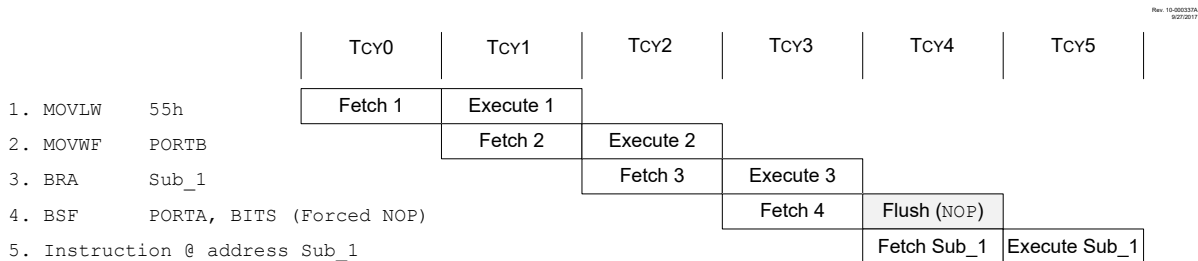 Rev. 10-000337A
9/27/2017
TCY0 TCY1 TCY2 TCY3 TCY4 TCY5
1. MOVLW 55h Fetch 1 Execute 1
2. MOVWF PORTB Fetch 2 Execute 2
3. BRA Sub_1 Fetch 3 Execute 3
4. BSF PORTA, BITS (Forced NOP) Fetch 4 Flush (NOP)
5. Instruction @ address Sub_1 Fetch Sub_1 Execute Sub_1